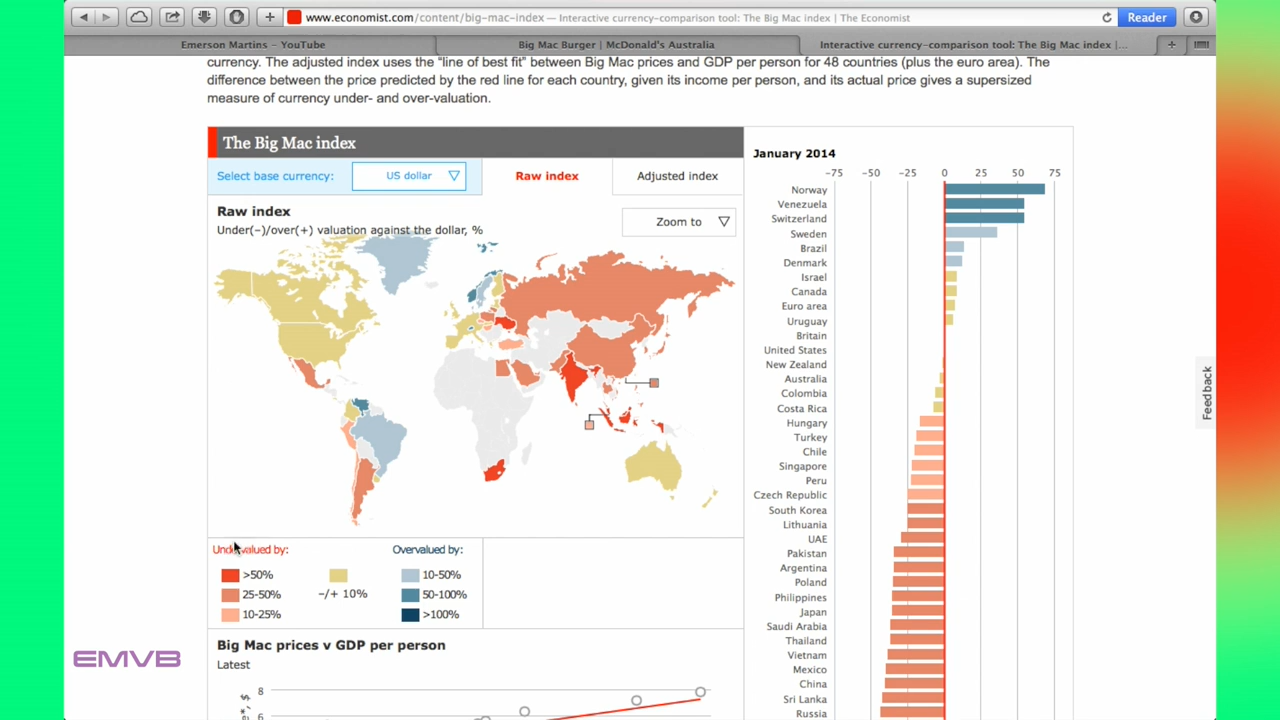 www.economist.com/content/big-mac-index — Interactive currency-comparison tool: The Big Mac index | The Economist
Reader
Emerson Martins – YouTube
Big Mac Burger | McDonald's Australia
Interactive currency-comparison tool: The Big Mac index |...
currency. The adjusted index uses the “line of best fit” between Big Mac prices and GDP per person for 48 countries (plus the euro area). The
difference between the price predicted by the red line for each country, given its income per person, and its actual price gives a supersized
measure of currency under- and over-valuation.
The Big Mac index
Select base currency:
US dollar
Raw index
Adjusted index
Raw index
Under(–)/over(+) valuation against the dollar, %
Zoom to
Undervalued by:
>50%
25-50%
10-25%
–/+ 10%
Overvalued by:
10-50%
50-100%
>100%
Big Mac prices v GDP per person
Latest
8
6
January 2014
–75 –50 –25 0 25 50 75
Norway
Venezuela
Switzerland
Sweden
Brazil
Denmark
Israel
Canada
Euro area
Uruguay
Britain
United States
New Zealand
Australia
Colombia
Costa Rica
Hungary
Turkey
Chile
Singapore
Peru
Czech Republic
South Korea
Lithuania
UAE
Pakistan
Argentina
Poland
Philippines
Japan
Saudi Arabia
Thailand
Vietnam
Mexico
China
Sri Lanka
Russia
Feedback
EMVB